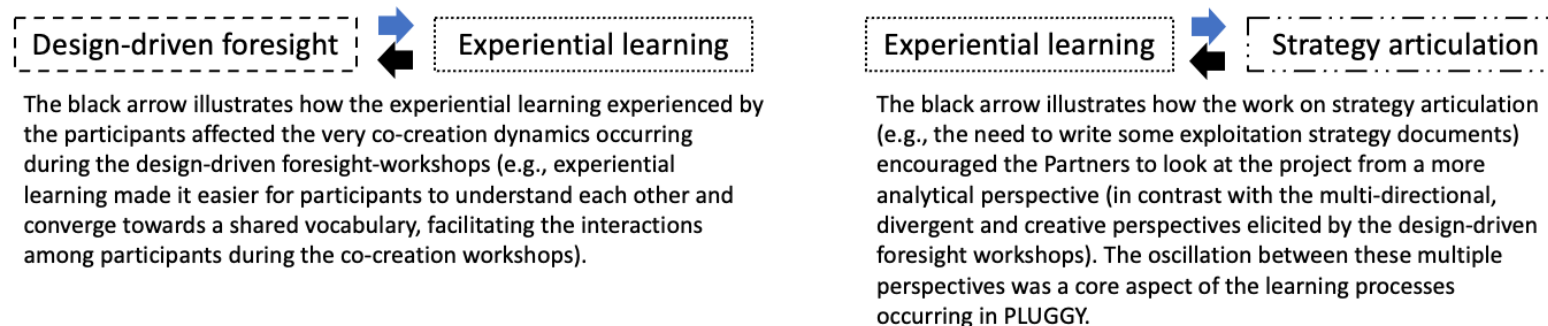 Design-driven foresight
Experiential learning
The black arrow illustrates how the experiential learning experienced by
the participants affected the very co-creation dynamics occurring
during the design-driven foresight-workshops (e.g., experiential
learning made it easier for participants to understand each other and
converge towards a shared vocabulary, facilitating the interactions
among participants during the co-creation workshops).
Experiential learning
Strategy articulation
The black arrow illustrates how the work on strategy articulation
(e.g., the need to write some exploitation strategy documents)
encouraged the Partners to look at the project from a more
analytical perspective (in contrast with the multi-directional,
divergent and creative perspectives elicited by the design-driven
foresight workshops). The oscillation between these multiple
perspectives was a core aspect of the learning processes
occurring in PLUGGY.